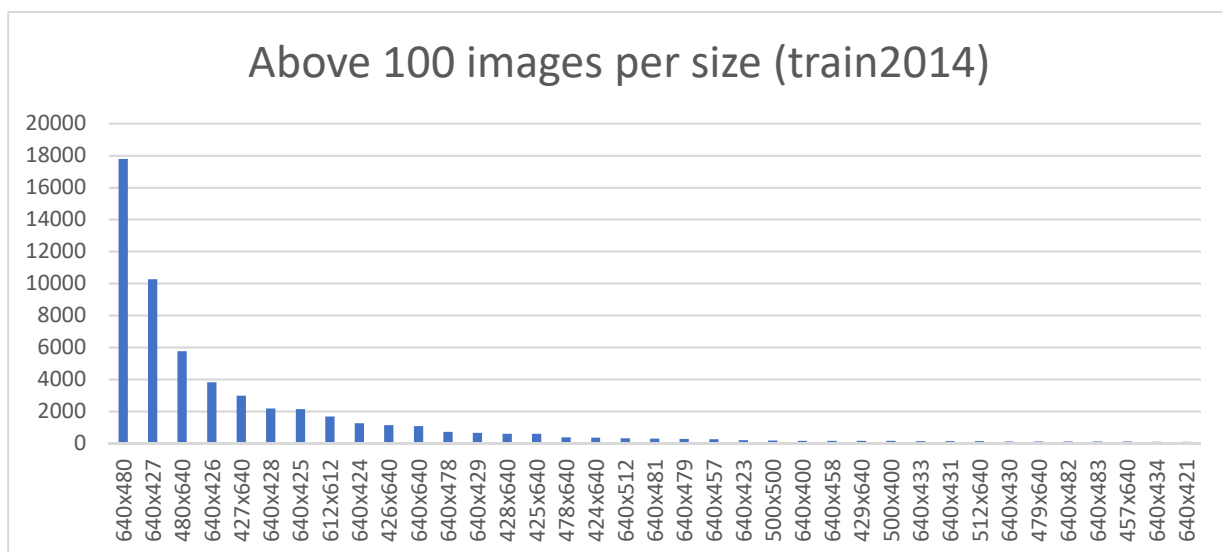 Above 100 images per size (train2014)
20000
18000
16000
14000
12000
10000
8000
6000
4000
2000
0
640x480
640x427
480x640
640x426
427x640
640x428
640x425
612x612
640x424
426x640
640x640
640x478
640x429
428x640
425x640
478x640
424x640
640x512
640x481
640x479
640x457
640x423
500x500
640x400
640x458
429x640
500x400
640x433
640x431
512x640
640x430
479x640
640x482
640x483
457x640
640x434
640x421